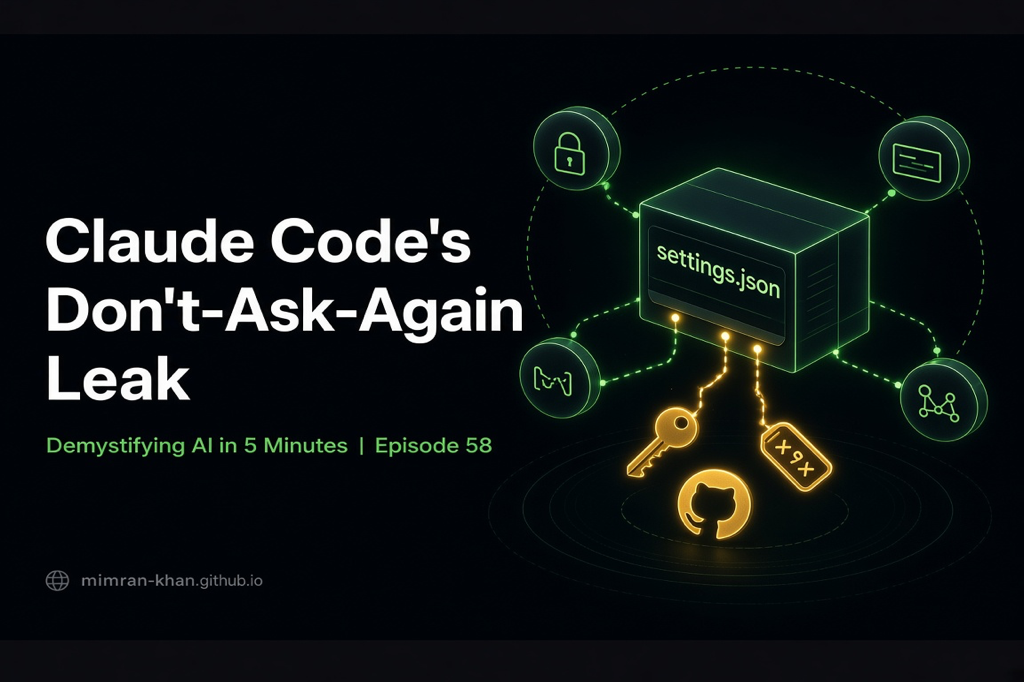 Claude Code's
Don't-Ask-Again
Leak
Demystifying AI in 5 Minutes | Episode 58
mimran-khan.github.io
settings.json
x 9 x